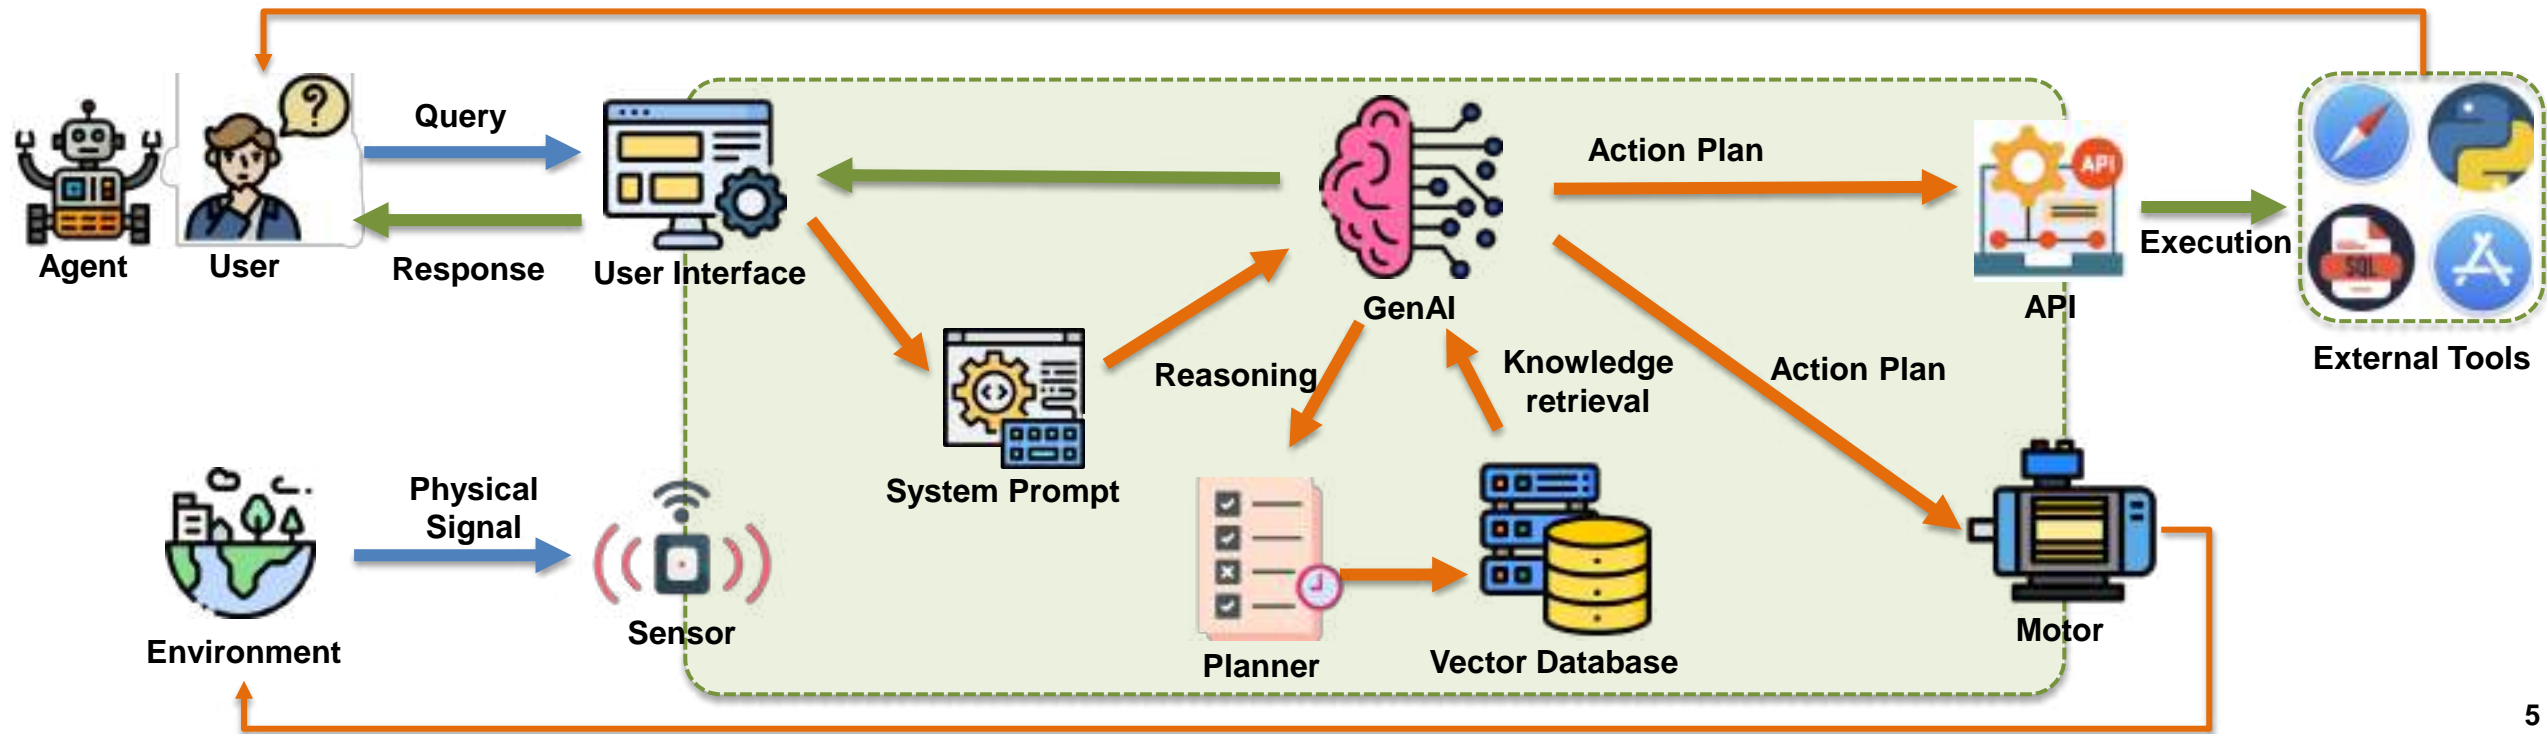 Query
Response
Agent
User
User Interface
?
GenAI
Action Plan
API
API
Execution
SQL
External Tools
Reasoning
Knowledge
retrieval
Action Plan
System Prompt
Physical
Signal
Environment
Sensor
Planner
Vector Database
Motor
5